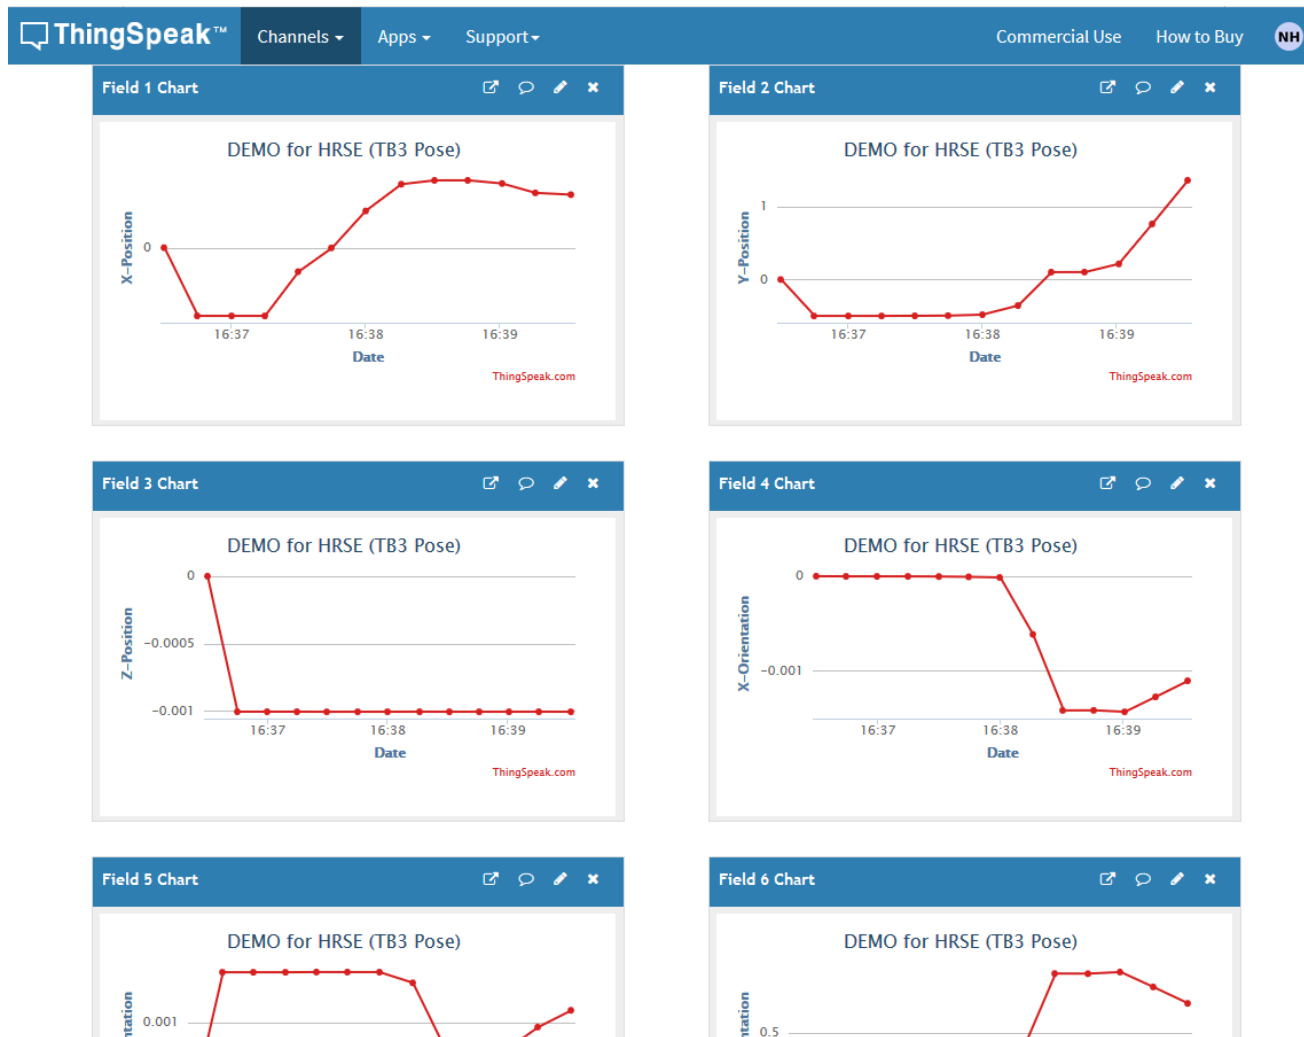 ThingSpeak™ Channels Apps Support Commercial Use How to Buy NH
Field 1 Chart
DEMO for HRSE (TB3 Pose)
X-Position
0
16:37 16:38 16:39
Date
ThingSpeak.com
Field 2 Chart
DEMO for HRSE (TB3 Pose)
Y-Position
1
0
16:37 16:38 16:39
Date
ThingSpeak.com
Field 3 Chart
DEMO for HRSE (TB3 Pose)
Z-Position
0
-0.0005
-0.001
16:37 16:38 16:39
Date
ThingSpeak.com
Field 4 Chart
DEMO for HRSE (TB3 Pose)
X-Orientation
0
-0.001
16:37 16:38 16:39
Date
ThingSpeak.com
Field 5 Chart
DEMO for HRSE (TB3 Pose)
0.001
Field 6 Chart
DEMO for HRSE (TB3 Pose)
0.5